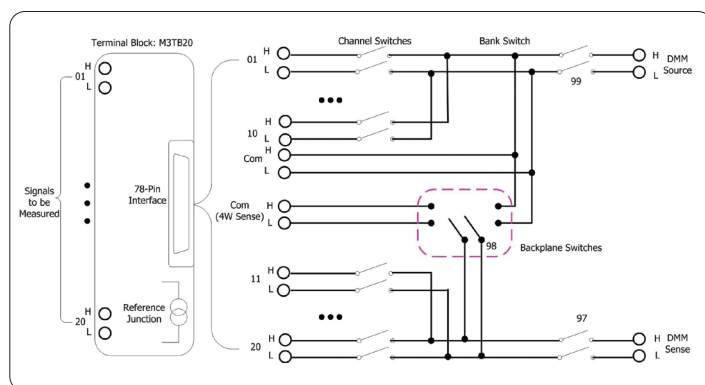 Terminal Block: M3TB20
H
01
L
Signals
to be
Measured
78-Pin
Interface
Reference
Junction
H
20
L
Channel Switches
Bank Switch
H
01
L
H
10
L
H
Com
L
H
Com
(4W Sense)
L
H
11
L
H
20
L
99
H
DMM
L
Source
98
Backplane Switches
97
H
DMM
L
Sense